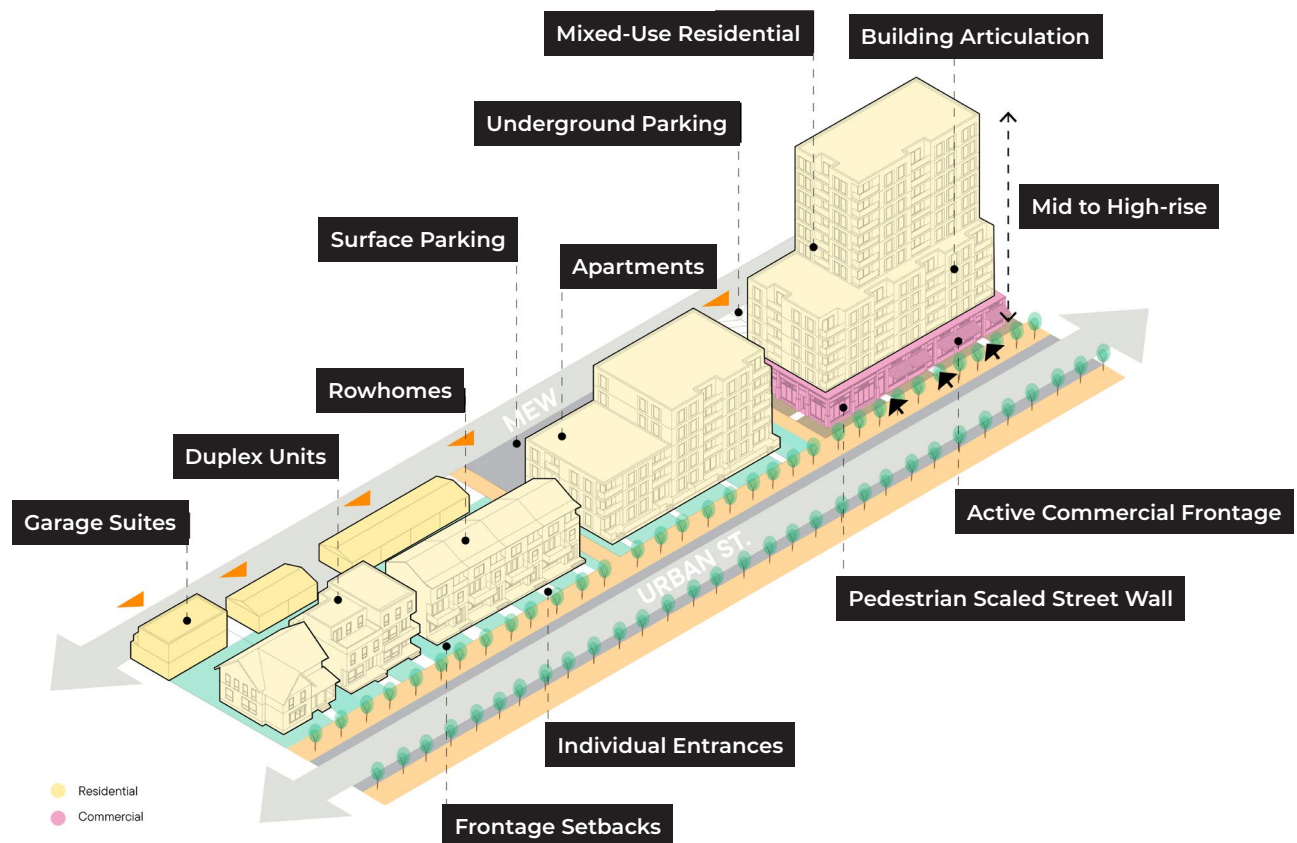 Mixed-Use Residential
Building Articulation
Underground Parking
Mid to High-rise
Surface Parking
Apartments
Rowhomes
MEW
Duplex Units
Garage Suites
Active Commercial Frontage
URBAN ST.
Pedestrian Scaled Street Wall
Individual Entrances
Residential
Commercial
Frontage Setbacks